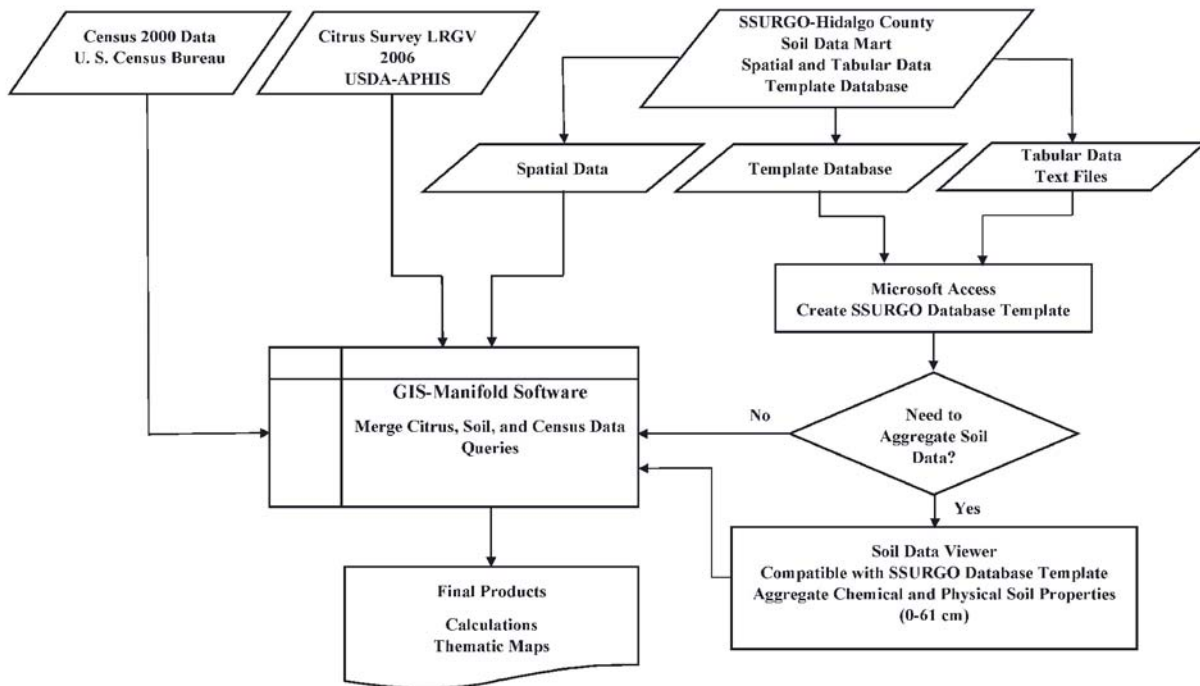 Census 2000 Data
U. S. Census Bureau
Citrus Survey LRGV
2006
USDA-APHIS
SSURGO-Hidalgo County
Soil Data Mart
Spatial and Tabular Data
Template Database
Spatial Data
Template Database
Tabular Data
Text Files
Microsoft Access
Create SSURGO Database Template
GIS-Manifold Software
Merge Citrus, Soil, and Census Data
Queries
No
Need to
Aggregate Soil
Data?
Yes
Soil Data Viewer
Compatible with SSURGO Database Template
Aggregate Chemical and Physical Soil Properties
(0-61 cm)
Final Products
Calculations
Thematic Maps